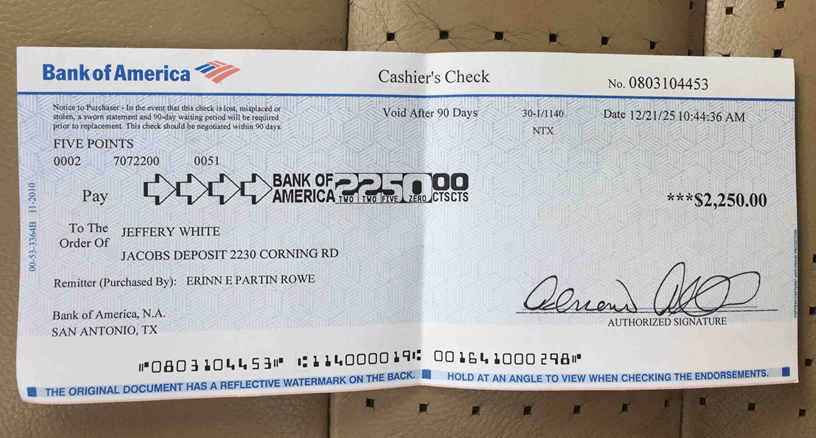 Bank of America
Cashier's Check
No. 0803104453
Notice to Purchaser - In the event that this check is lost, misplaced or
stolen, a sworn statement and 90-day waiting period will be required
prior to replacement. This check should be negotiated within 90 days
Void After 90 Days
30-1/1140
NTX
Date 12/21/25 10:44:36 AM
FIVE POINTS
0002 7072200 0051
Pay
BANK OF AMERICA
2250 00
TWO TWO FIVE ZERO CTSCTS
***$2,250.00
To The Order Of
JEFFERY WHITE
JACOBS DEPOSIT 2230 CORNING RD
Remitter (Purchased By): ERINN E PARTIN ROWE
Bank of America, N.A.
SAN ANTONIO, TX
AUTHORIZED SIGNATURE
00-53-3364B 11-2010
⑈0803104453⑈ ⑆114000019⑆ 001641000298⑈
THE ORIGINAL DOCUMENT HAS A REFLECTIVE WATERMARK ON THE BACK.
HOLD AT AN ANGLE TO VIEW WHEN CHECKING THE ENDORSEMENTS.